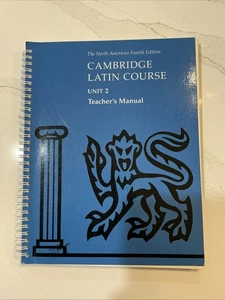 The North American Fourth Edition
CAMBRIDGE
LATIN COURSE
UNIT 2
Teacher's Manual